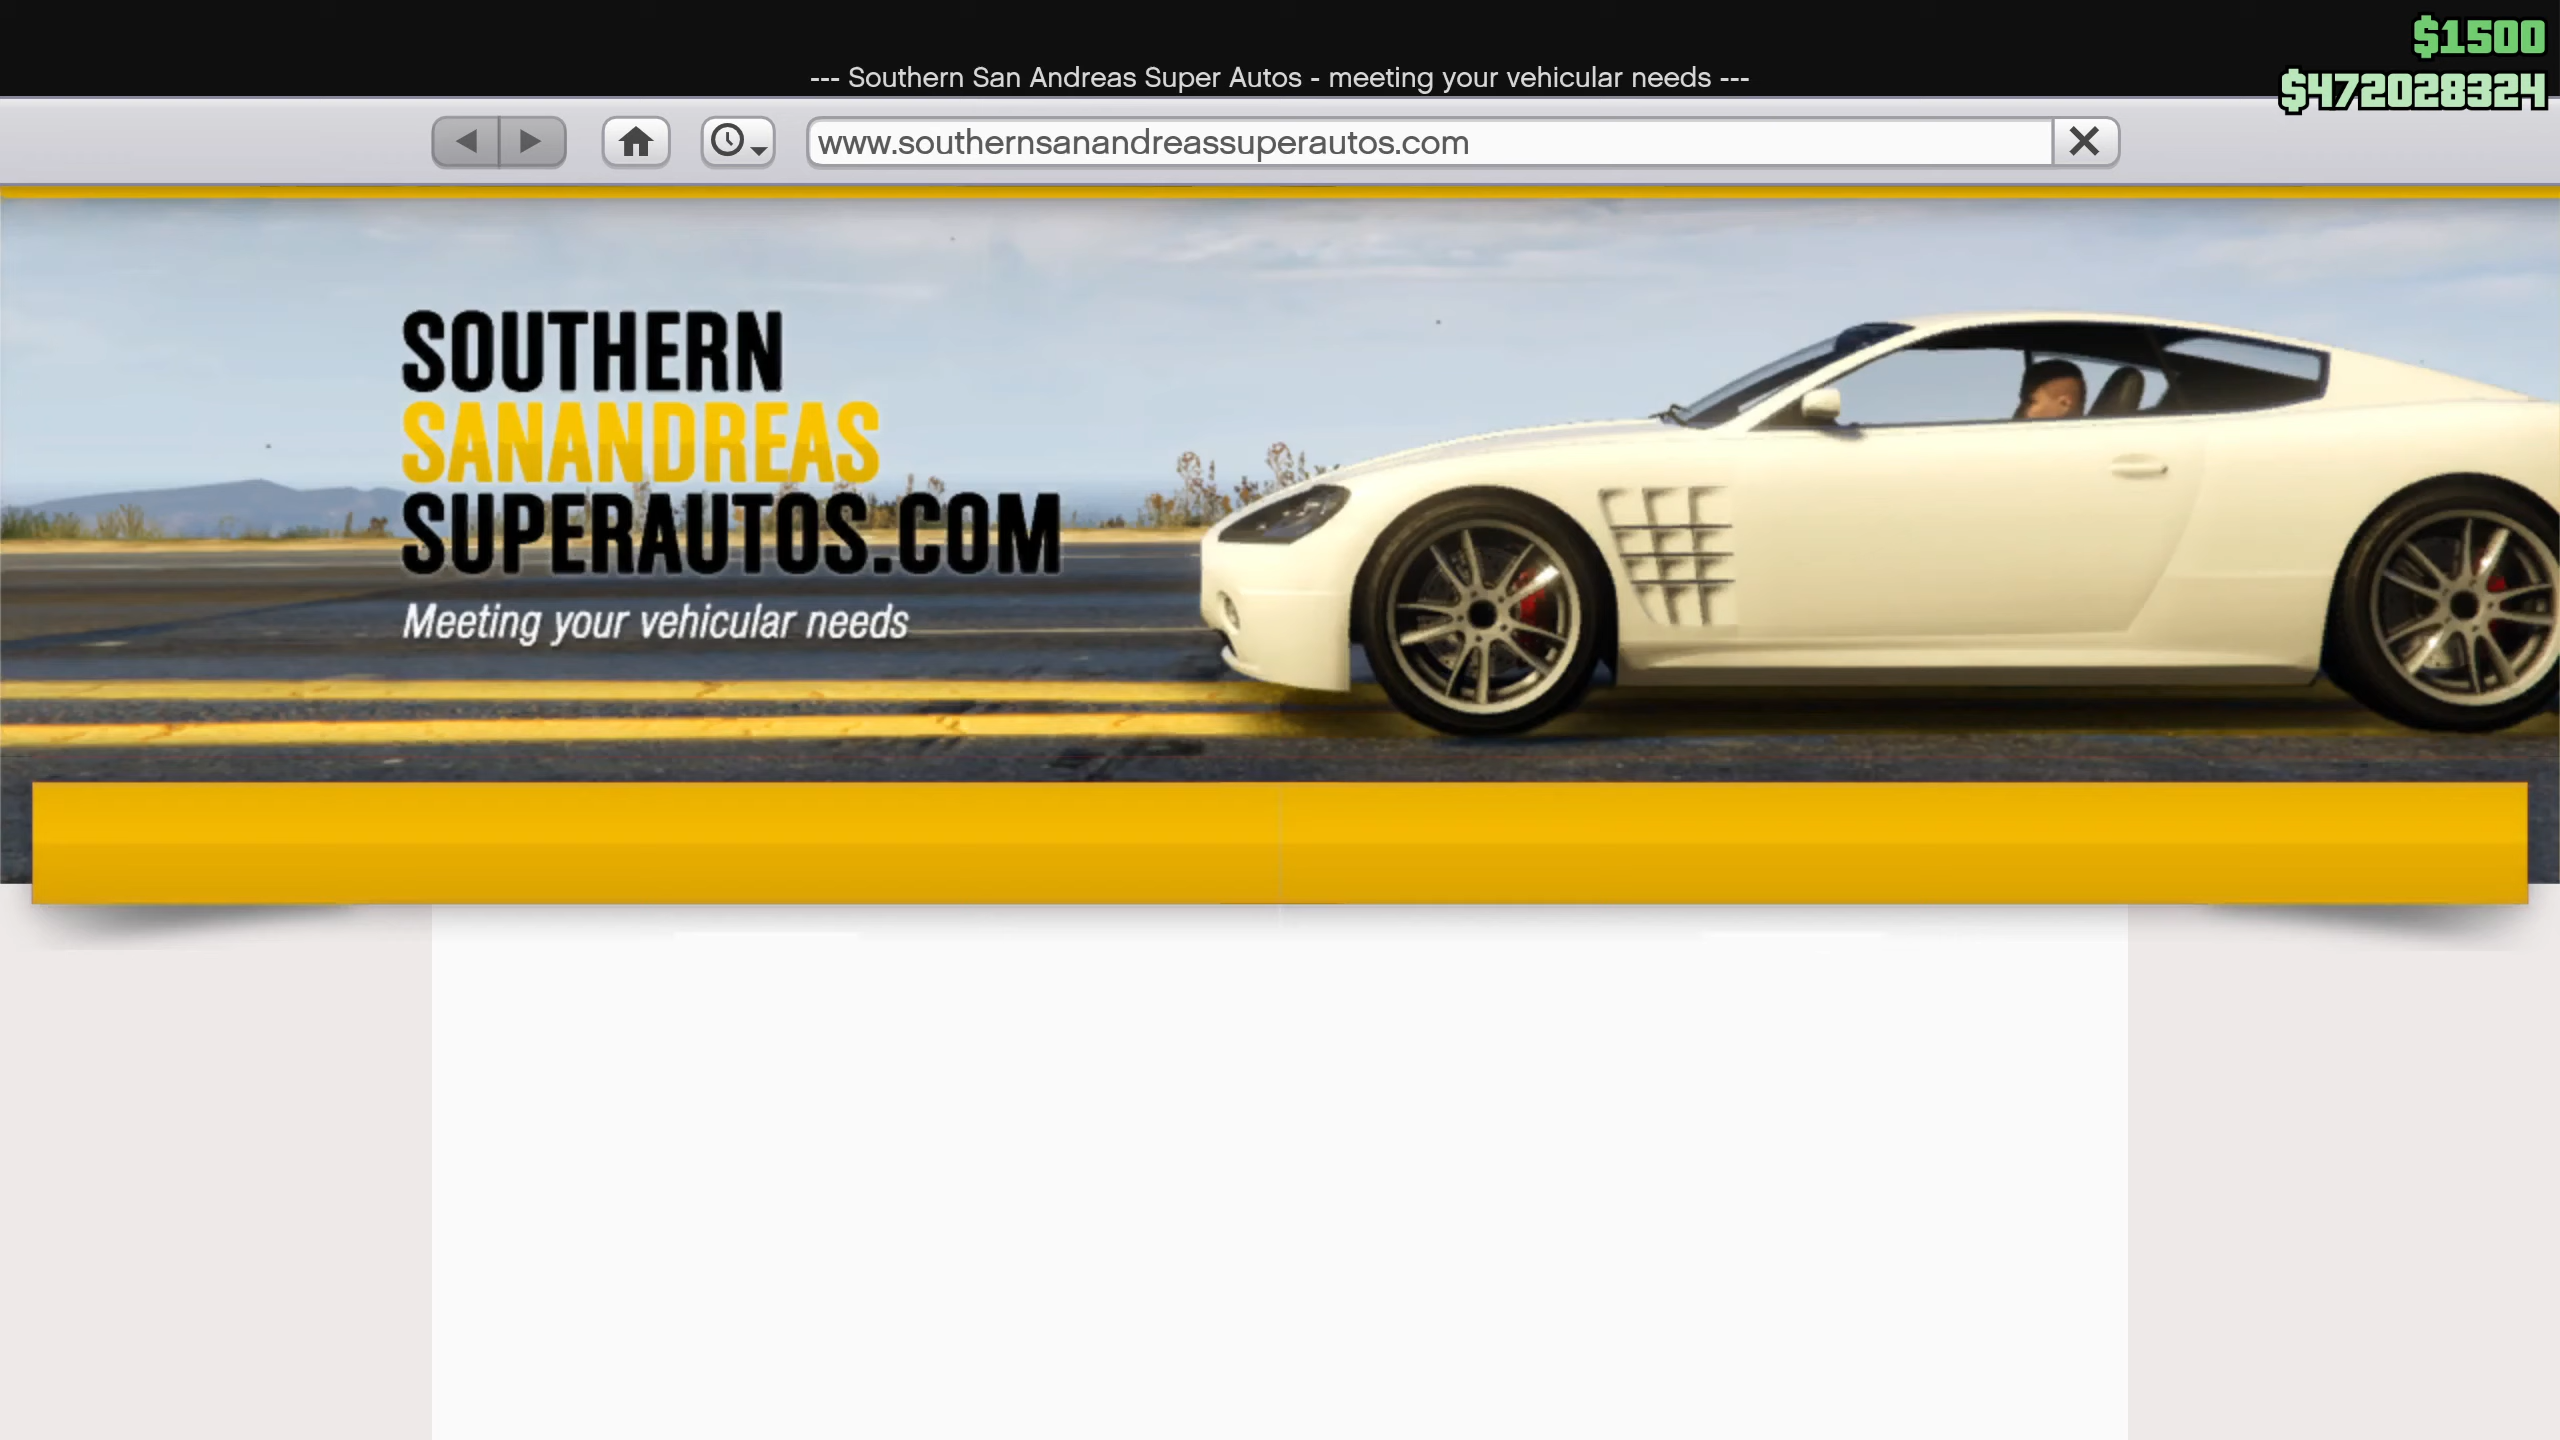 $1500
--- Southern San Andreas Super Autos - meeting your vehicular needs ---
$472028324
www.southernsanandreassuperautos.com
SOUTHERN
SANANDREAS
SUPERAUTOS.COM
Meeting your vehicular needs